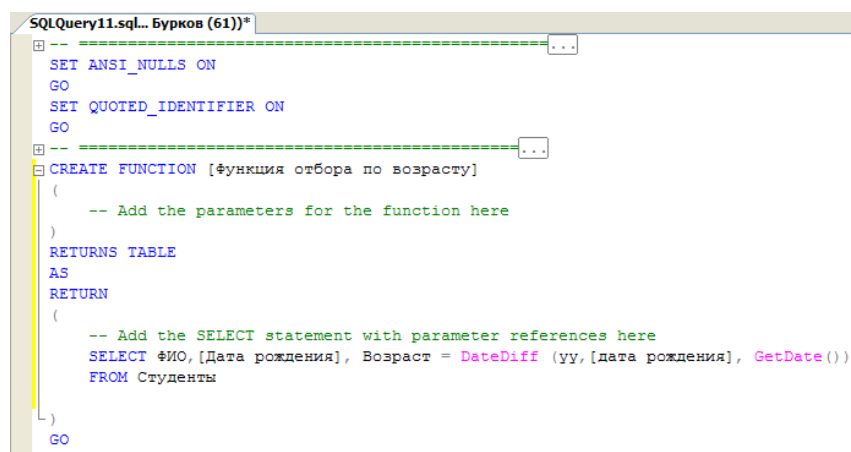 SQLQuery11.sql... Бурков (61))*
-- ================================================...
SET ANSI_NULLS ON
GO
SET QUOTED_IDENTIFIER ON
GO
-- =============================================...
CREATE FUNCTION [функция отбора по возрасту]
(
-- Add the parameters for the function here
)
RETURNS TABLE
AS
RETURN
(
-- Add the SELECT statement with parameter references here
SELECT ФИО,[Дата рождения], Возраст = DateDiff (yy,[дата рождения], GetDate())
FROM Студенты
)
GO